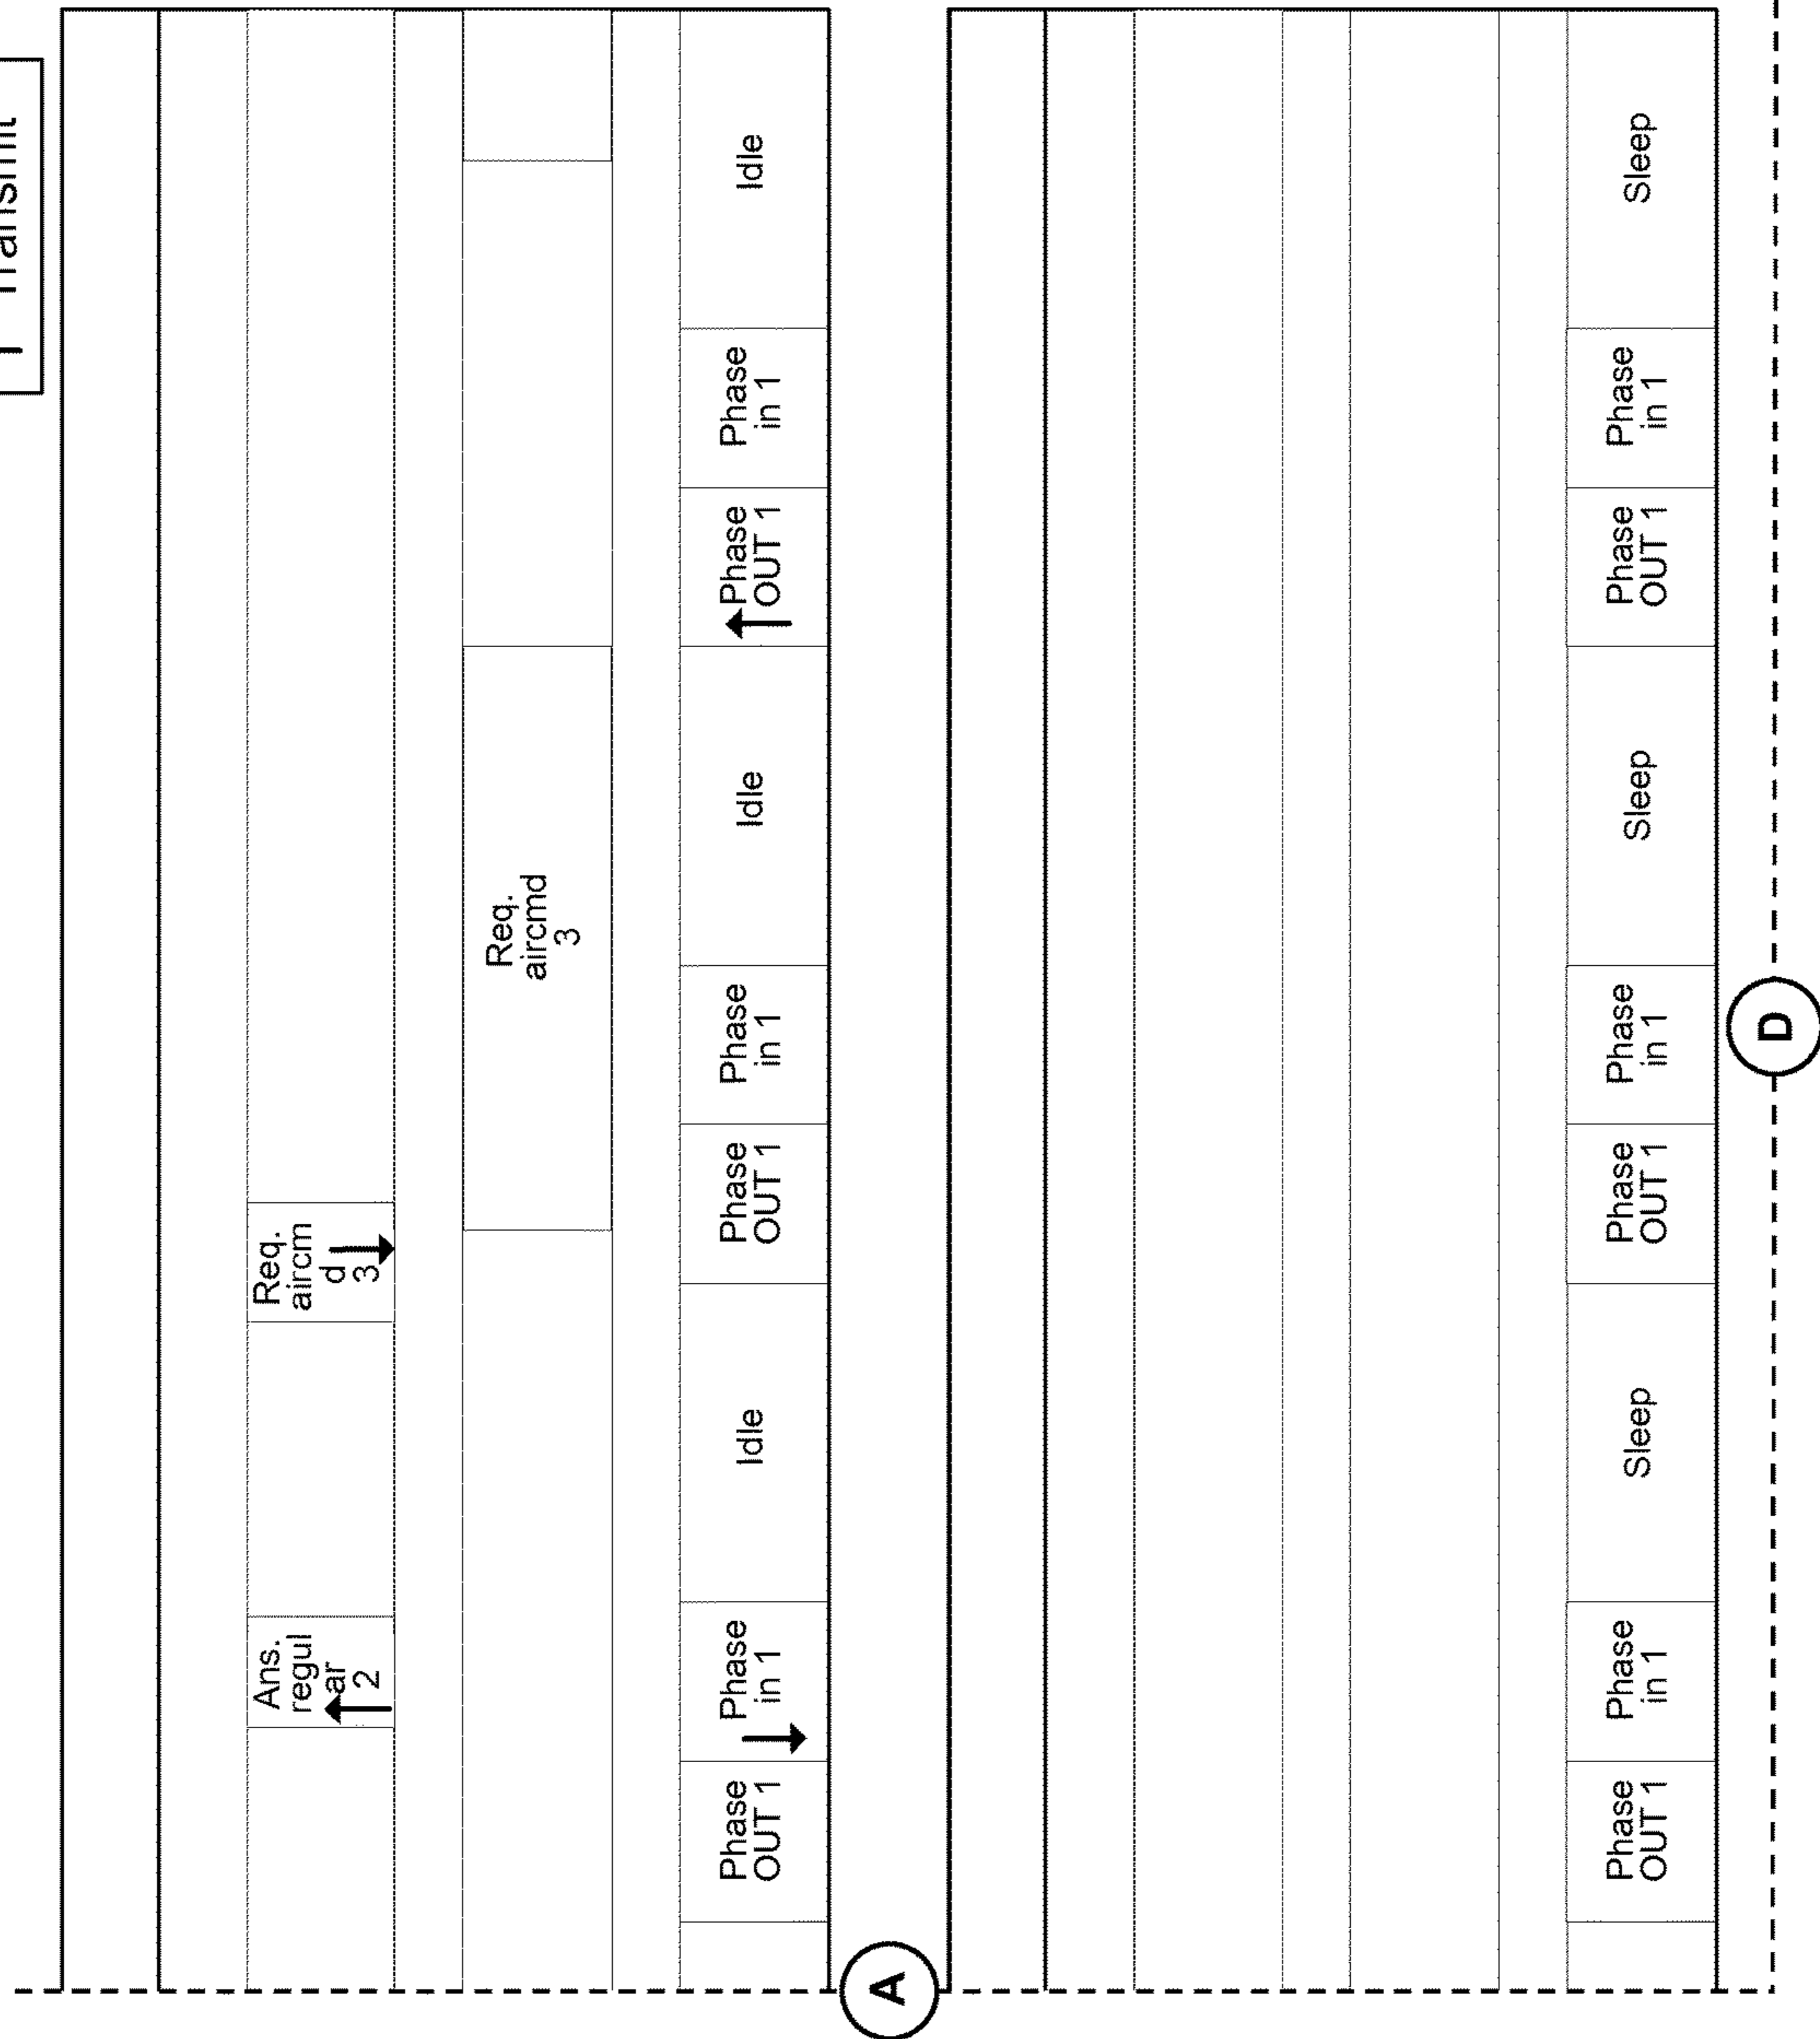 Transmit
Ans.
regul
ar
2
Req.
aircm
d
3
Req.
aircmd
3
Phase
OUT 1
Phase
in 1
Idle
Phase
OUT 1
Phase
in 1
Idle
Phase
OUT 1
Phase
in 1
Idle
A
Phase
OUT 1
Phase
in 1
Sleep
Phase
OUT 1
Phase
in 1
Sleep
Phase
OUT 1
Phase
in 1
Sleep
D